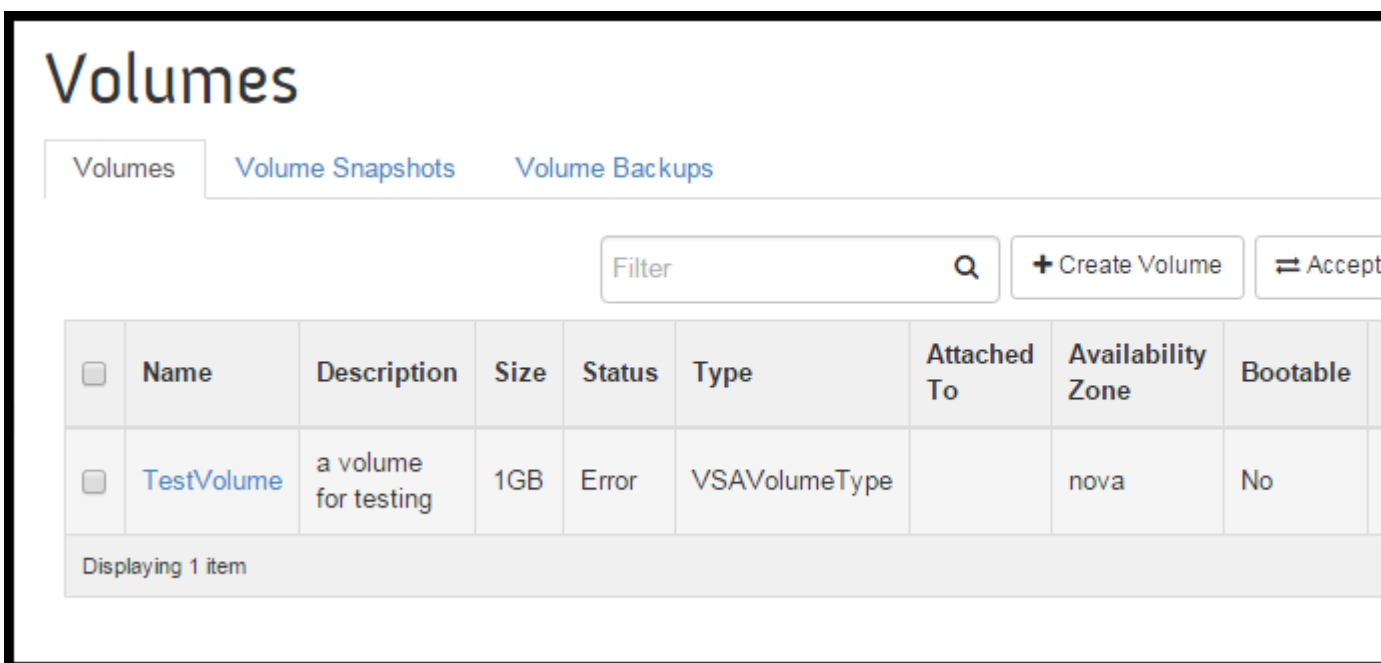 Volumes
Volumes Volume Snapshots Volume Backups
Filter + Create Volume ⇄ Accept
Name Description Size Status Type Attached To Availability Zone Bootable
TestVolume a volume for testing 1GB Error VSAVolumeType nova No
Displaying 1 item